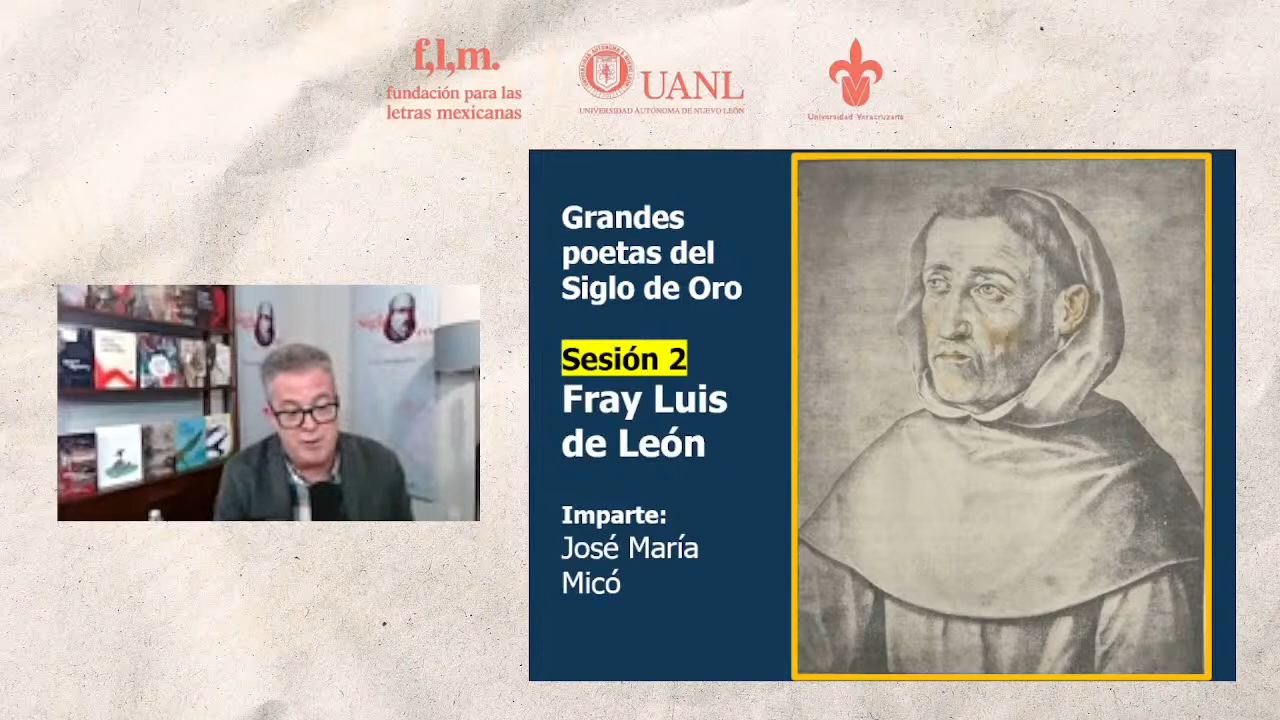 f,l,m.
fundación para las
letras mexicanas
UANL
UNIVERSIDAD AUTÓNOMA DE NUEVO LEÓN
Universidad Veracruzana
Grandes
poetas del
Siglo de Oro
Sesión 2
Fray Luis
de León
Imparte:
José María
Micó